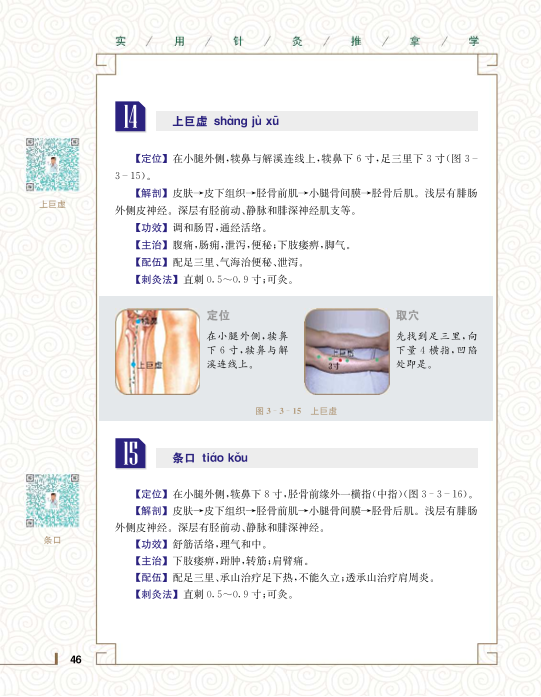 实 / 用 / 针 / 灸 / 推 / 拿 / 学
14 上巨虚 shàng jù xū
【定位】在小腿外侧,犊鼻与解溪连线上,犊鼻下 6 寸,足三里下 3 寸(图 3-
3-15)。
【解剖】皮肤→皮下组织→胫骨前肌→小腿骨间膜→胫骨后肌。浅层有腓肠
外侧皮神经。深层有胫前动、静脉和腓深神经肌支等。
【功效】调和肠胃,通经活络。
【主治】腹痛,肠痈,泄泻,便秘;下肢痿痹,脚气。
【配伍】配足三里、气海治便秘、泄泻。
【刺灸法】直刺 0.5～0.9 寸;可灸。
上巨虚
犊鼻
上巨虚
定位
在小腿外侧,犊鼻
下 6 寸,犊鼻与解
溪连线上。
上巨虚
3寸
取穴
先找到足三里,向
下量 4 横指,凹陷
处即是。
图 3-3-15 上巨虚
15 条口 tiáo kǒu
【定位】在小腿外侧,犊鼻下 8 寸,胫骨前缘外一横指(中指)(图 3-3-16)。
【解剖】皮肤→皮下组织→胫骨前肌→小腿骨间膜→胫骨后肌。浅层有腓肠
外侧皮神经。深层有胫前动、静脉和腓深神经。
【功效】舒筋活络,理气和中。
【主治】下肢痿痹,跗肿,转筋;肩臂痛。
【配伍】配足三里、承山治疗足下热,不能久立;透承山治疗肩周炎。
【刺灸法】直刺 0.5～0.9 寸;可灸。
条口
46